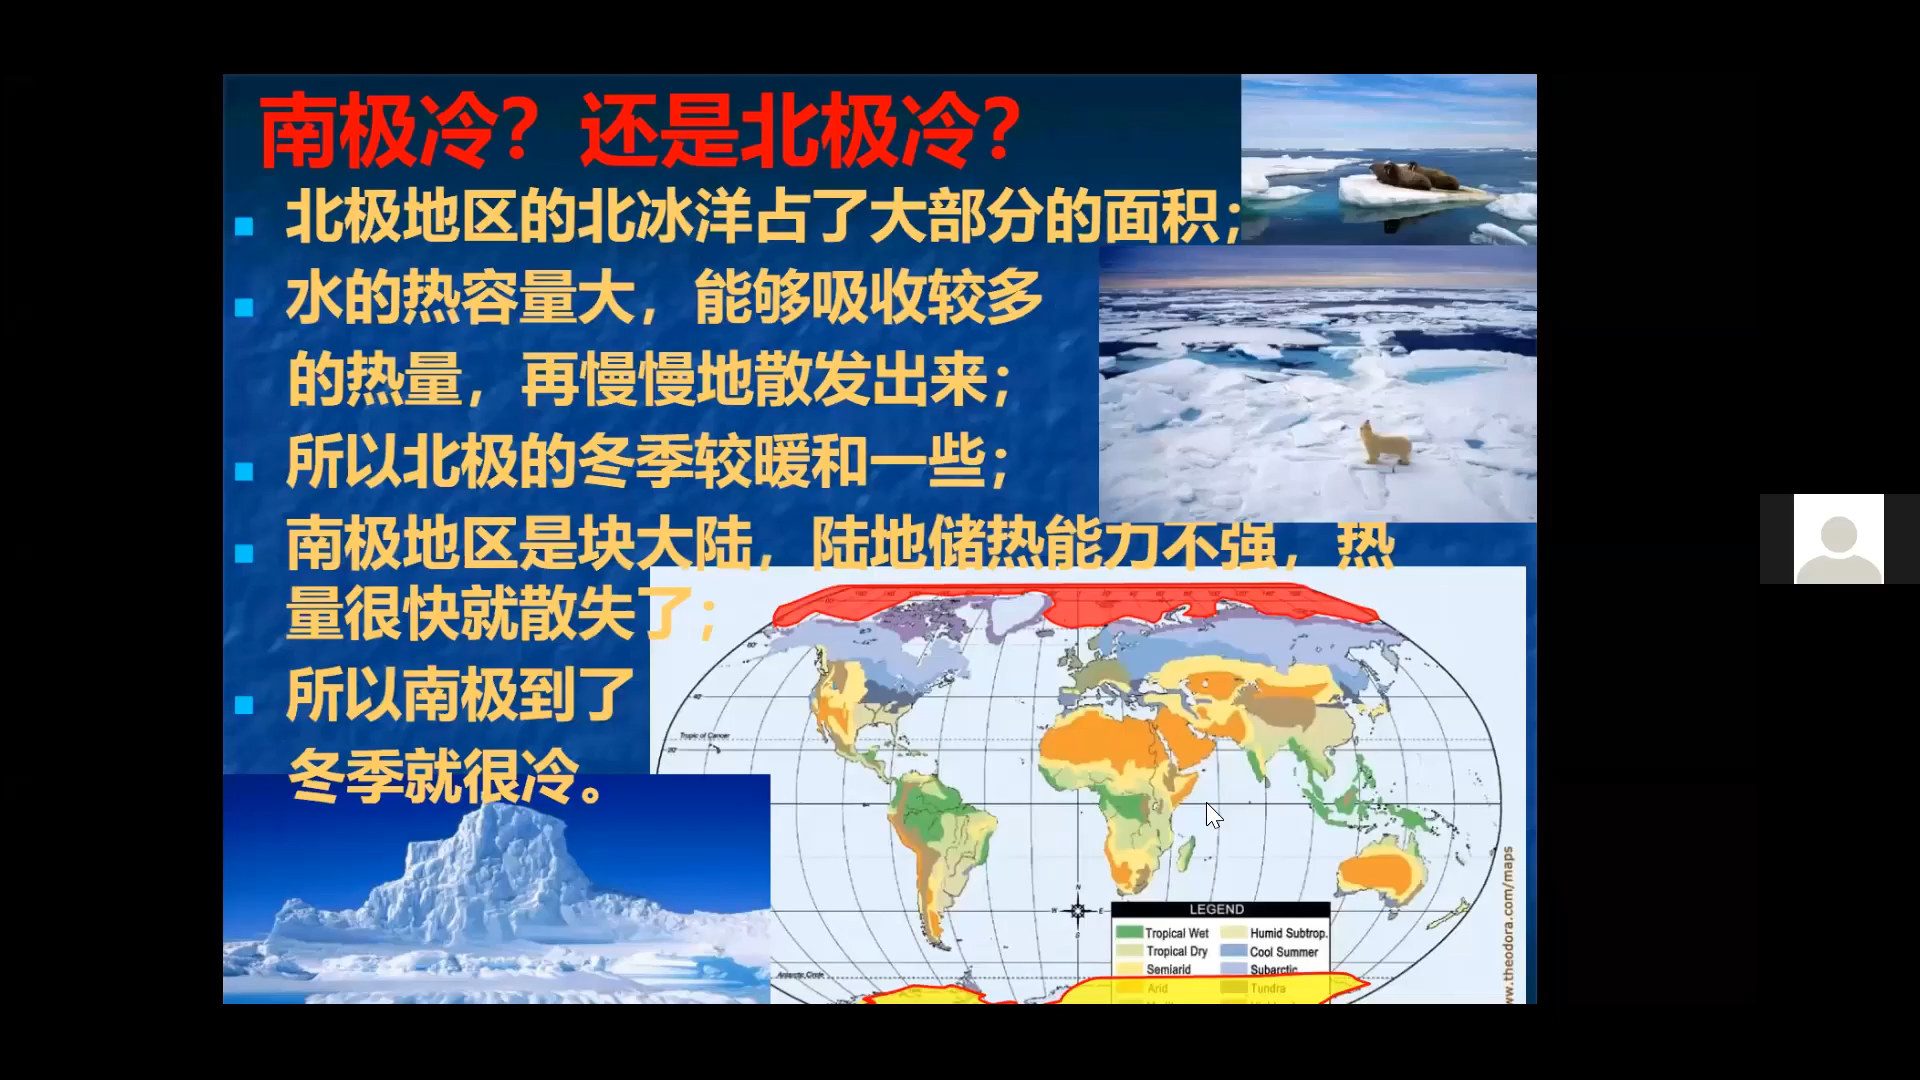 南极冷？还是北极冷？
北极地区的北冰洋占了大部分的面积；
水的热容量大，能够吸收较多
的热量，再慢慢地散发出来；
所以北极的冬季较暖和一些；
南极地区是块大陆，陆地储热能力不强，热
量很快就散失了；
所以南极到了
冬季就很冷。
Tropic of Cancer
Antarctic Circle
N
W
E
S
LEGEND
Tropical Wet
Humid Subtrop.
Tropical Dry
Cool Summer
Semiarid
Subarctic
Arid
Tundra
w.theodora.com/maps